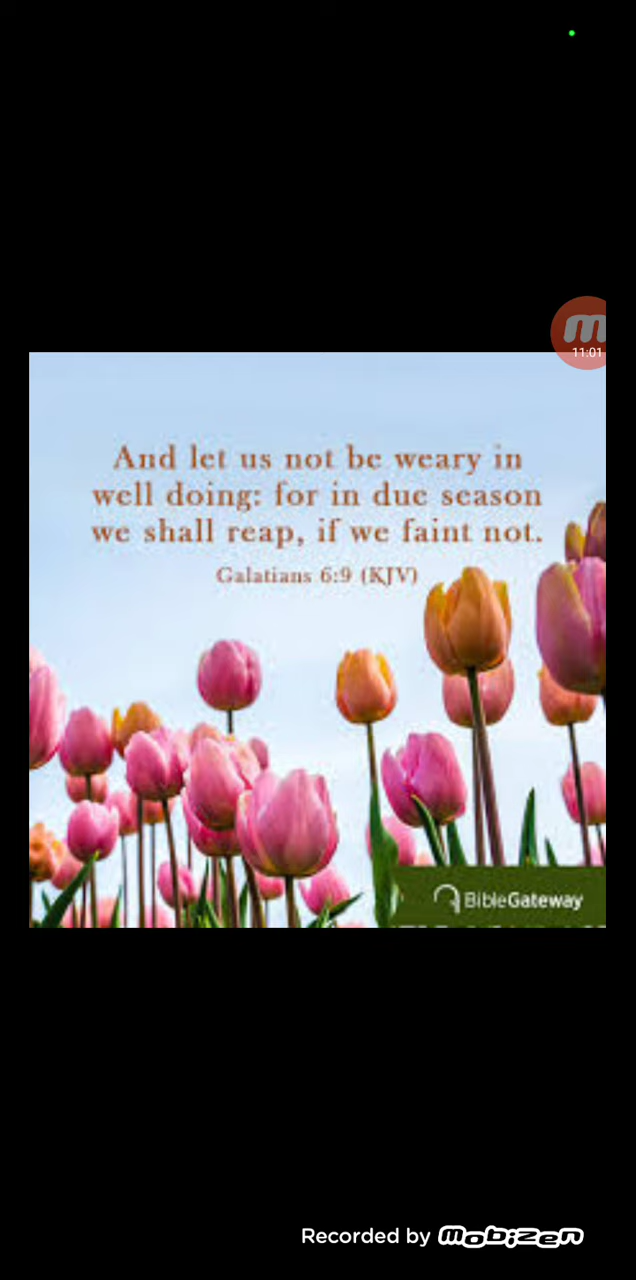 11:01
And let us not be weary in
well doing: for in due season
we shall reap, if we faint not.
Galatians 6:9 (KJV)
BibleGateway
Recorded by Mobizen